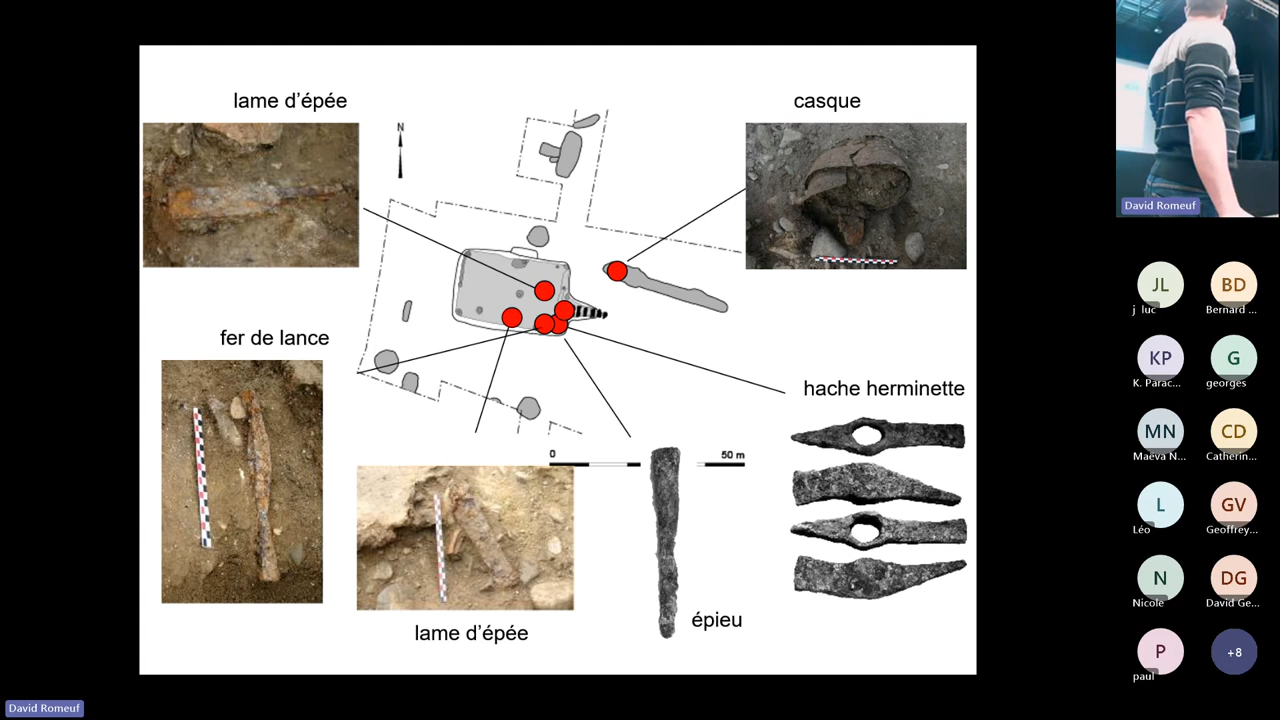 lame d'épée
casque
N
David Romeuf
fer de lance
hache herminette
0
50 m
lame d'épée
épieu
JL
j luc
BD
Bernard ...
KP
K. Parac...
G
georges
MN
Maëva N...
CD
Catherin...
L
Léo
GV
Geoffrey...
N
Nicole
DG
David Ge...
P
paul
+8
David Romeuf